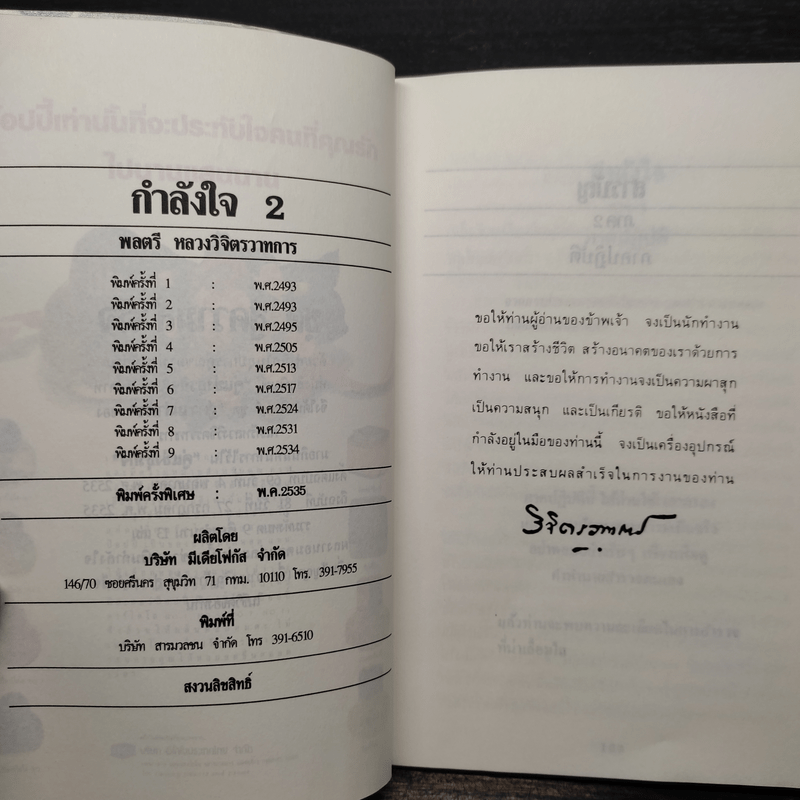 กำลังใจ 2
พลตรี หลวงวิจิตรวาทการ
พิมพ์ครั้งที่ 1 : พ.ศ.2493
พิมพ์ครั้งที่ 2 : พ.ศ.2493
พิมพ์ครั้งที่ 3 : พ.ศ.2495
พิมพ์ครั้งที่ 4 : พ.ศ.2505
พิมพ์ครั้งที่ 5 : พ.ศ.2513
พิมพ์ครั้งที่ 6 : พ.ศ.2517
พิมพ์ครั้งที่ 7 : พ.ศ.2524
พิมพ์ครั้งที่ 8 : พ.ศ.2531
พิมพ์ครั้งที่ 9 : พ.ศ.2534
พิมพ์ครั้งพิเศษ : พ.ค.2535
ผลิตโดย
บริษัท มีเดียโฟกัส จำกัด
146/70 ซอยศรีนคร สุขุมวิท 71 กทม. 10110 โทร. 391-7955
พิมพ์ที่
บริษัท สารมวลชน จำกัด โทร 391-6510
สงวนลิขสิทธิ์
ขอให้ท่านผู้อ่านของข้าพเจ้า จงเป็นนักทำงาน
ขอให้เราสร้างชีวิต สร้างอนาคตของเราด้วยการ
ทำงาน และขอให้การทำงานจงเป็นความผาสุก
เป็นความสนุก และเป็นเกียรติ ขอให้หนังสือที่
กำลังอยู่ในมือของท่านนี้ จงเป็นเครื่องอุปกรณ์
ให้ท่านประสบผลสำเร็จในการงานของท่าน
วิจิตรวาทการ